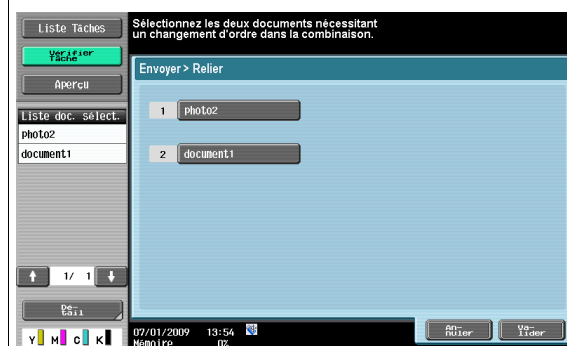 Liste Tâches
Sélectionnez les deux documents nécessitant
un changement d'ordre dans la combinaison.
Vérifier
Tâche
Aperçu
Envoyer > Relier
Liste doc. sélect.
photo2
document1
1 photo2
2 document1
1/ 1
Dé-
tail
Y M C K
07/01/2009 13:54
Mémoire 0%
An-
nuler
Va-
lider